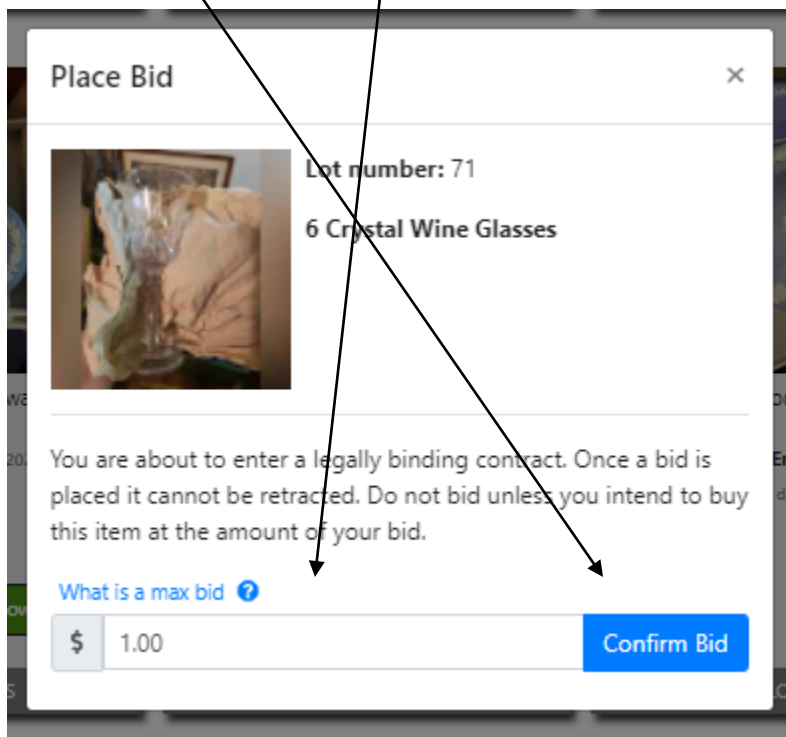 Place Bid ×
Lot number: 71
6 Crystal Wine Glasses
You are about to enter a legally binding contract. Once a bid is
placed it cannot be retracted. Do not bid unless you intend to buy
this item at the amount of your bid.
What is a max bid ?
$ 1.00 Confirm Bid